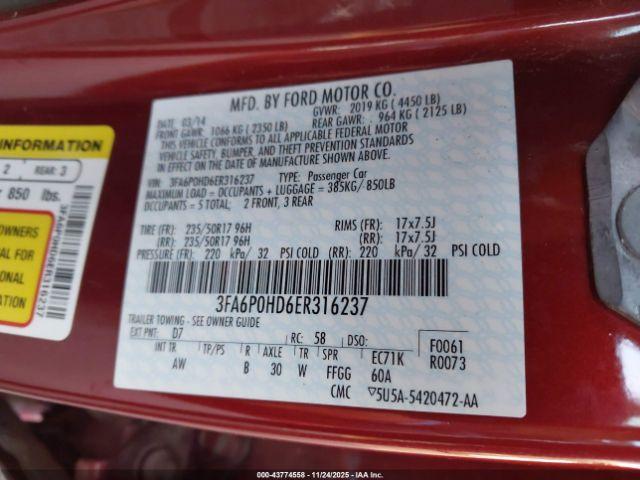 MFD. BY FORD MOTOR CO.
DATE: 03/14 GVWR: 2019 KG ( 4450 LB)
FRONT GAWR: 1066 KG ( 2350 LB) REAR GAWR: 964 KG ( 2125 LB)
THIS VEHICLE CONFORMS TO ALL APPLICABLE FEDERAL MOTOR
VEHICLE SAFETY, BUMPER, AND THEFT PREVENTION STANDARDS
IN EFFECT ON THE DATE OF MANUFACTURE SHOWN ABOVE.
VIN: 3FA6P0HD6ER316237 TYPE: Passenger Car
MAXIMUM LOAD = OCCUPANTS + LUGGAGE = 385KG/850LB
OCCUPANTS = 5 TOTAL: 2 FRONT, 3 REAR
TIRE (FR): 235/50R17 96H RIMS (FR): 17x7.5J
(RR): 235/50R17 96H (RR): 17x7.5J
PRESSURE (FR): 220 kPa/ 32 PSI COLD (RR): 220 kPa/ 32 PSI COLD
3FA6P0HD6ER316237
TRAILER TOWING - SEE OWNER GUIDE
EXT PNT: D7 RC: 58 DSO: F0061
INT TR TP/PS R AXLE TR SPR EC71K R0073
AW B 30 W FFGG 60A
CMC ▽5U5A-5420472-AA
INFORMATION
2 REAR: 3
850 lbs.
OWNERS
AL FOR
IONAL
ATION
3FA6P0HD6ER316237
000-43774558 - 11/24/2025 - IAA Inc.